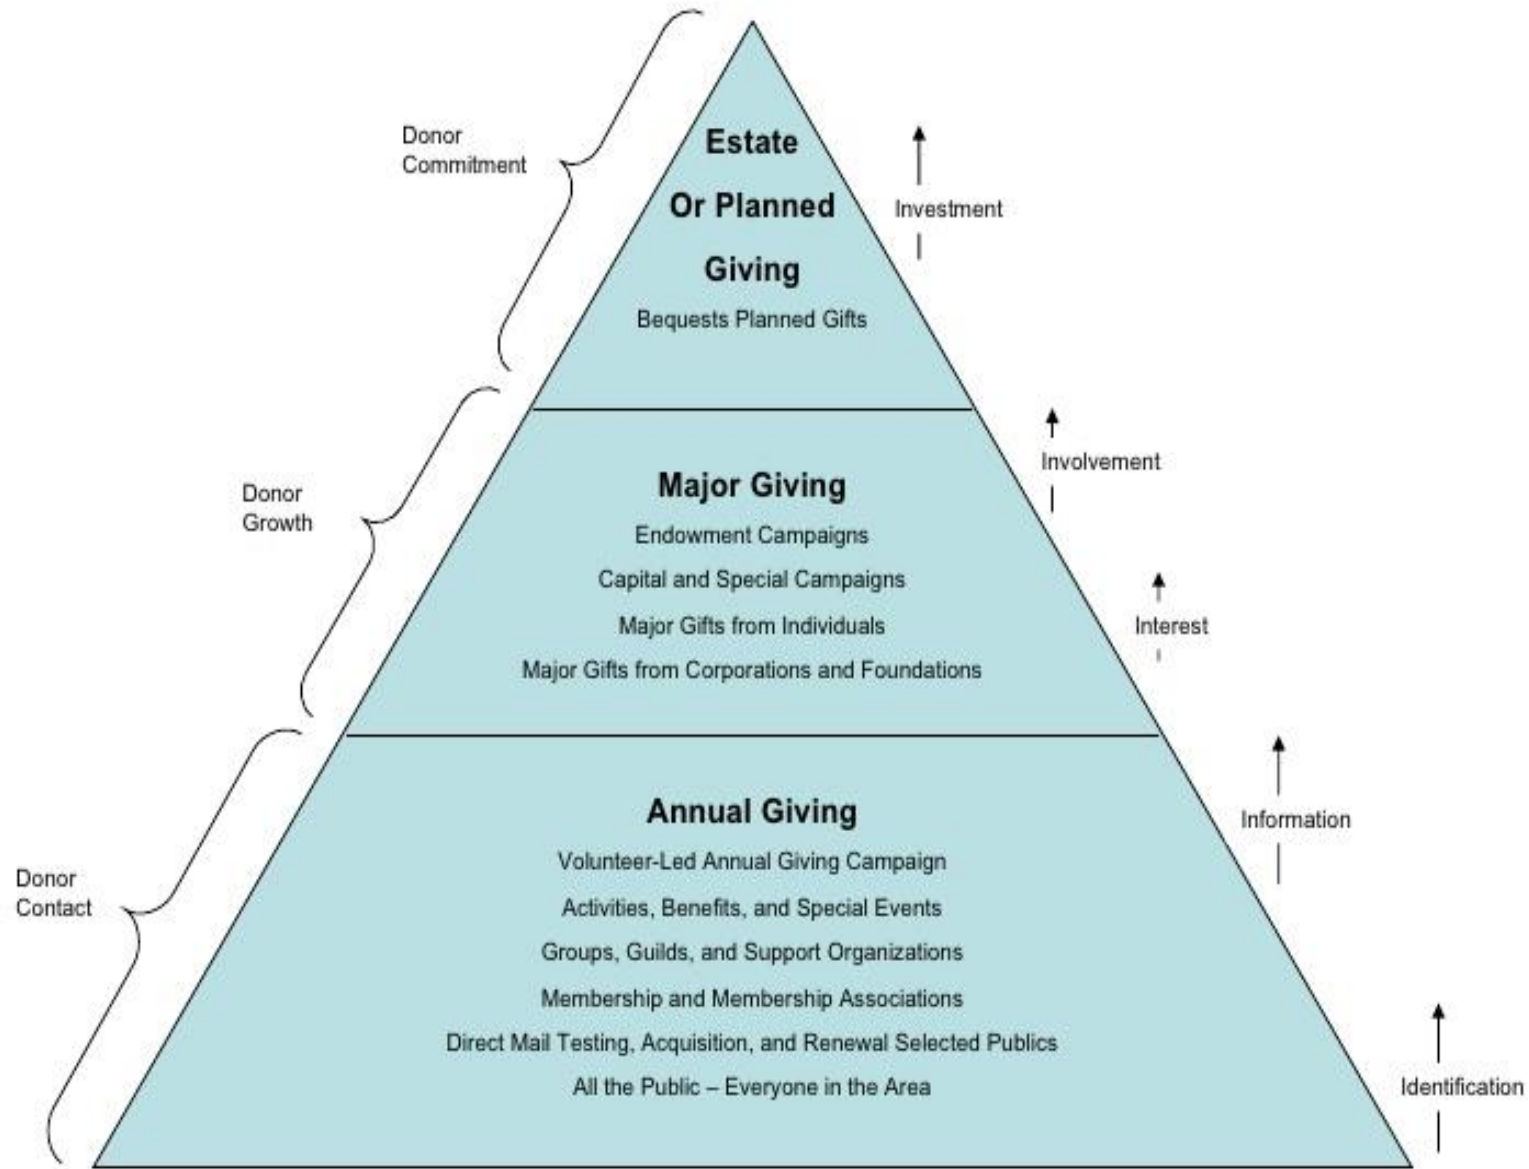 Donor
Commitment
Estate
Or Planned
Giving
Bequests Planned Gifts
Investment
Donor
Growth
Major Giving
Endowment Campaigns
Capital and Special Campaigns
Major Gifts from Individuals
Major Gifts from Corporations and Foundations
Involvement
Interest
Donor
Contact
Annual Giving
Volunteer-Led Annual Giving Campaign
Activities, Benefits, and Special Events
Groups, Guilds, and Support Organizations
Membership and Membership Associations
Direct Mail Testing, Acquisition, and Renewal Selected Publics
All the Public – Everyone in the Area
Information
Identification